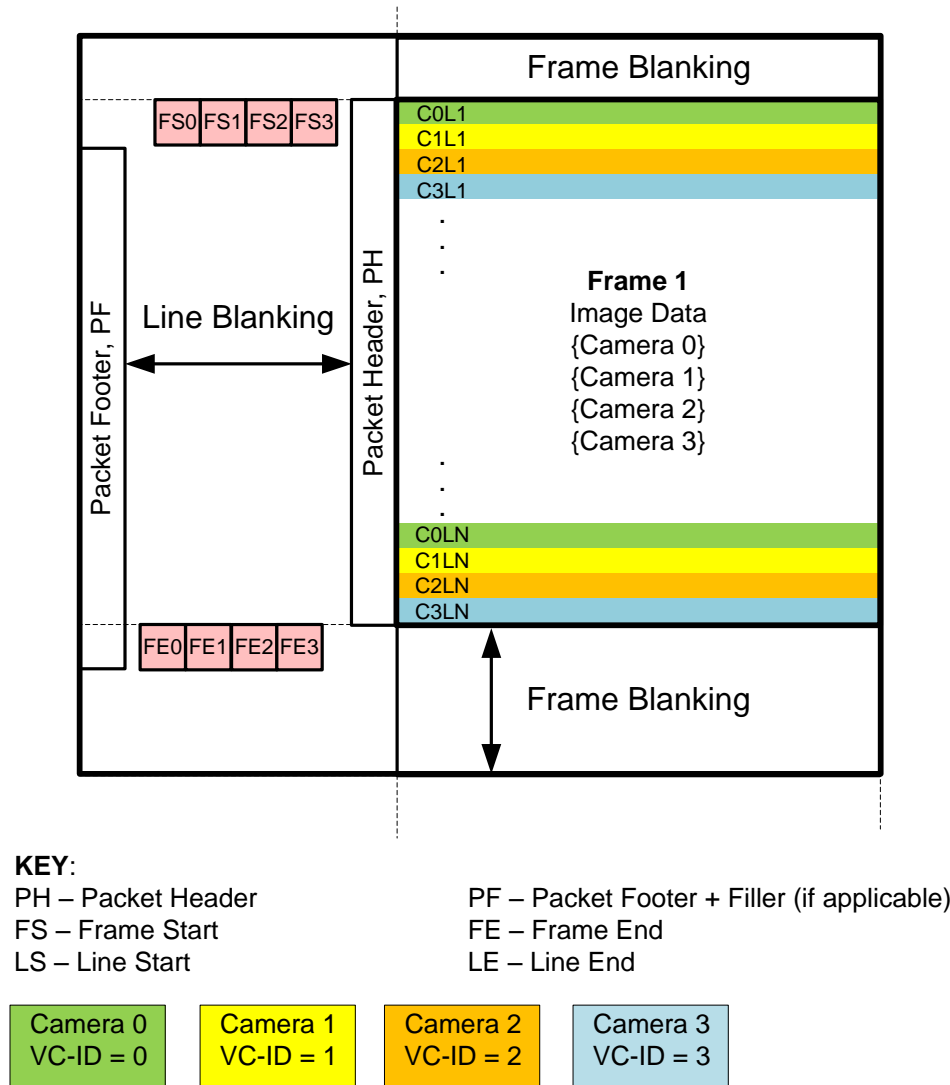 Frame Blanking
FS0 FS1 FS2 FS3
C0L1
C1L1
C2L1
C3L1
.
.
.
Packet Footer, PF
Line Blanking
Packet Header, PH
Frame 1
Image Data
{Camera 0}
{Camera 1}
{Camera 2}
{Camera 3}
.
.
.
C0LN
C1LN
C2LN
C3LN
FE0 FE1 FE2 FE3
Frame Blanking
KEY:
PH – Packet Header
PF – Packet Footer + Filler (if applicable)
FS – Frame Start
FE – Frame End
LS – Line Start
LE – Line End
Camera 0
VC-ID = 0
Camera 1
VC-ID = 1
Camera 2
VC-ID = 2
Camera 3
VC-ID = 3